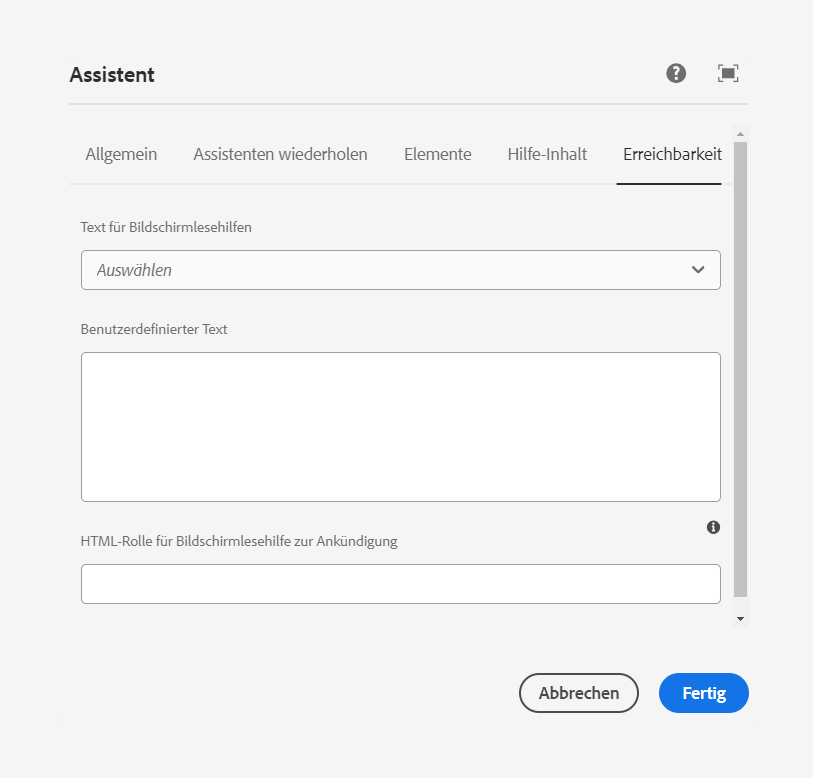 Assistent
Allgemein Assistenten wiederholen Elemente Hilfe-Inhalt Erreichbarkeit
Text für Bildschirmlesehilfen
Auswählen
Benutzerdefinierter Text
HTML-Rolle für Bildschirmlesehilfe zur Ankündigung
Abbrechen Fertig